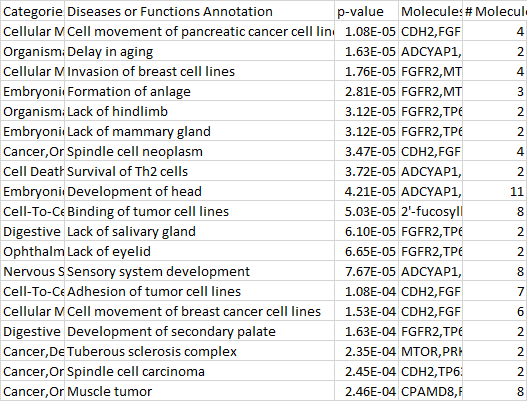 Categorie Diseases or Functions Annotation p-value Molecules # Molecule
Cellular M Cell movement of pancreatic cancer cell line 1.08E-05 CDH2,FGF 4
Organisma Delay in aging 1.63E-05 ADCYAP1, 2
Cellular M Invasion of breast cell lines 1.76E-05 FGFR2,MT 4
Embryonic Formation of anlage 2.81E-05 FGFR2,MT 3
Organisma Lack of hindlimb 3.12E-05 FGFR2,TP6 2
Embryonic Lack of mammary gland 3.12E-05 FGFR2,TP6 2
Cancer,Or Spindle cell neoplasm 3.47E-05 CDH2,FGF 4
Cell Death Survival of Th2 cells 3.72E-05 ADCYAP1, 2
Embryonic Development of head 4.21E-05 ADCYAP1, 11
Cell-To-Ce Binding of tumor cell lines 5.03E-05 2'-fucosyll 8
Digestive Lack of salivary gland 6.10E-05 FGFR2,TP6 2
Ophthalm Lack of eyelid 6.65E-05 FGFR2,TP6 2
Nervous S Sensory system development 7.67E-05 ADCYAP1, 8
Cell-To-Ce Adhesion of tumor cell lines 1.08E-04 CDH2,FGF 7
Cellular M Cell movement of breast cancer cell lines 1.53E-04 CDH2,FGF 6
Digestive Development of secondary palate 1.63E-04 FGFR2,TP6 2
Cancer,De Tuberous sclerosis complex 2.35E-04 MTOR,PRK 2
Cancer,Or Spindle cell carcinoma 2.45E-04 CDH2,TP63 2
Cancer,Or Muscle tumor 2.46E-04 CPAMD8,F 8